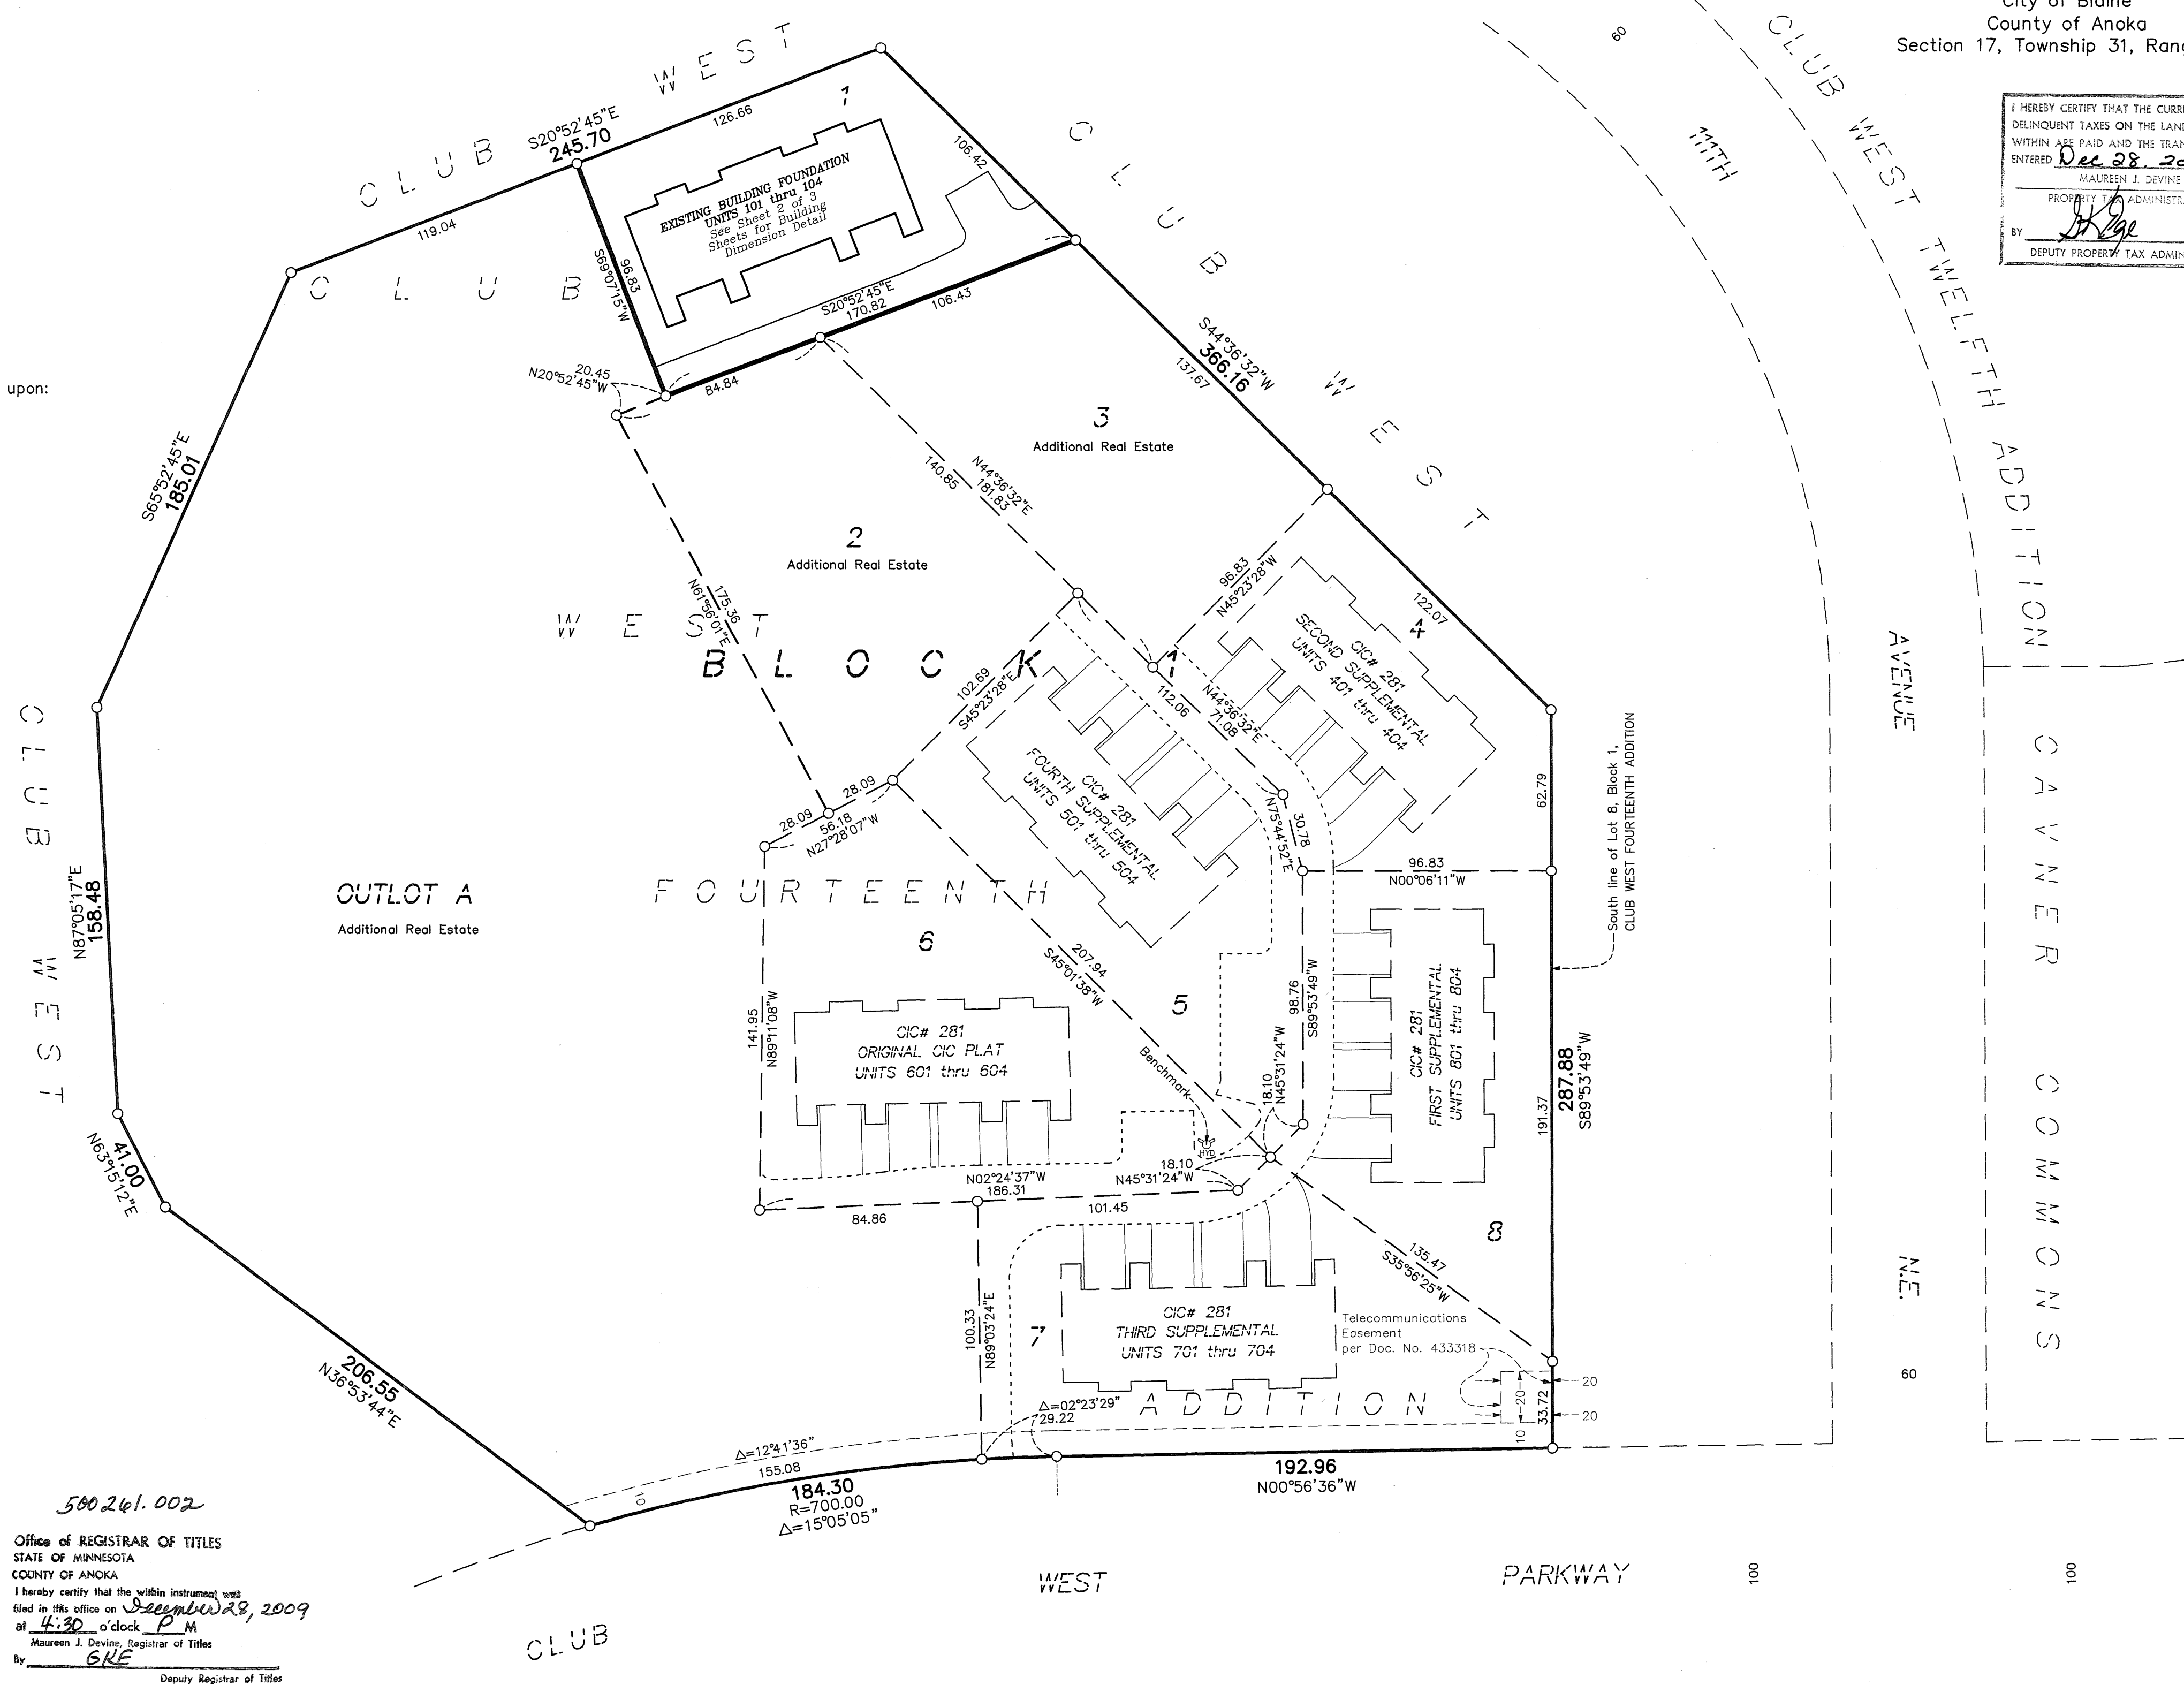 City of Blaine
County of Anoka
Section 17, Township 31,
I HEREBY CERTIFY THAT THE
DELINQUENT TAXES ON THE
WITHIN ARE PAID AND THE
ENTERED Dec 28,
MAUREEN J. DEVINE
PROPERTY TAX
BY
DEPUTY PROPERTY TAX
CLUB WEST
S20°52'45"E
245.70
126.66
119.04
1
EXISTING BUILDING FOUNDATION
UNITS 101 thru 104
See Sheet 2 of 3
Sheets for Building
Dimension Detail
106.42
CLUB WEST
60
111TH
AVENUE
N.E.
60
CLUB WEST TWELFTH ADDITION
CAVNER COMMONS
CLUB
96.83
S69°07'15"W
S20°52'45"E
170.82
106.43
84.84
20.45
N20°52'45"W
upon:
S44°36'32"W
366.16
137.67
3
Additional Real Estate
N44°36'32"E
181.83
140.85
2
Additional Real Estate
S65°52'45"E
185.01
175.36
N61°56'01"E
WEST
BLOCK 1
96.83
N45°23'28"W
122.07
4
CIC# 281
SECOND SUPPLEMENTAL
UNITS 401 thru 404
102.69
S45°23'28"E
112.06
N44°36'32"E
71.08
CIC# 281
FOURTH SUPPLEMENTAL
UNITS 501 thru 504
30.78
N75°44'52"E
62.79
South line of Lot 8, Block 1,
CLUB WEST FOURTEENTH ADDITION
28.09
28.09
56.18
N27°28'07"W
96.83
N00°06'11"W
CLUB WEST
N87°05'17"E
158.48
OUTLOT A
Additional Real Estate
FOURTEENTH
6
207.94
S45°01'38"W
5
98.76
S89°53'49"W
CIC# 281
FIRST SUPPLEMENTAL
UNITS 801 thru 804
287.88
S89°53'49"W
191.37
141.95
N89°11'08"W
CIC# 281
ORIGINAL CIC PLAT
UNITS 601 thru 604
Benchmark
HYD
18.10
N45°31'24"W
18.10
N45°31'24"W
N63°15'12"E
41.00
N02°24'37"W
186.31
84.86
101.45
8
135.47
S35°56'25"W
100.33
N89°03'24"E
7
CIC# 281
THIRD SUPPLEMENTAL
UNITS 701 thru 704
Telecommunications
Easement
per Doc. No. 433318
20
20
20
10
33.72
206.55
N36°53'44"E
ADDITION
Δ=02°23'29"
29.22
Δ=12°41'36"
155.08
10
184.30
R=700.00
Δ=15°05'05"
192.96
N00°56'36"W
CLUB WEST PARKWAY
100
100
500261.002
Office of REGISTRAR OF TITLES
STATE OF MINNESOTA
COUNTY OF ANOKA
I hereby certify that the within instrument was
filed in this office on December 28, 2009
at 4:30 o'clock P M
Maureen J. Devine, Registrar of Titles
By GKE
Deputy Registrar of Titles